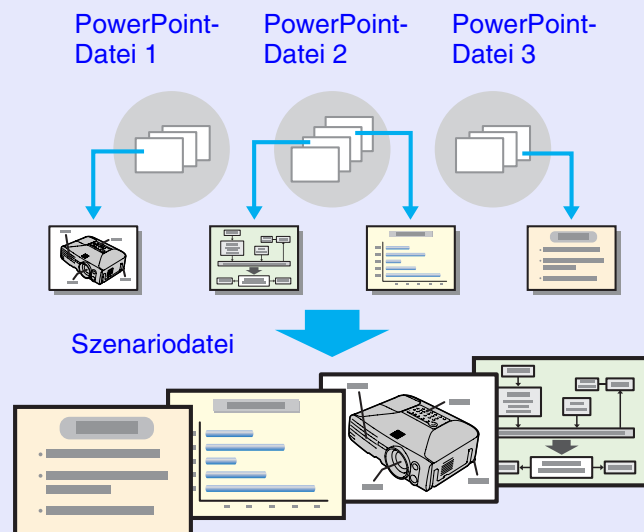 PowerPoint-
Datei 1
PowerPoint-
Datei 2
PowerPoint-
Datei 3
Szenariodatei